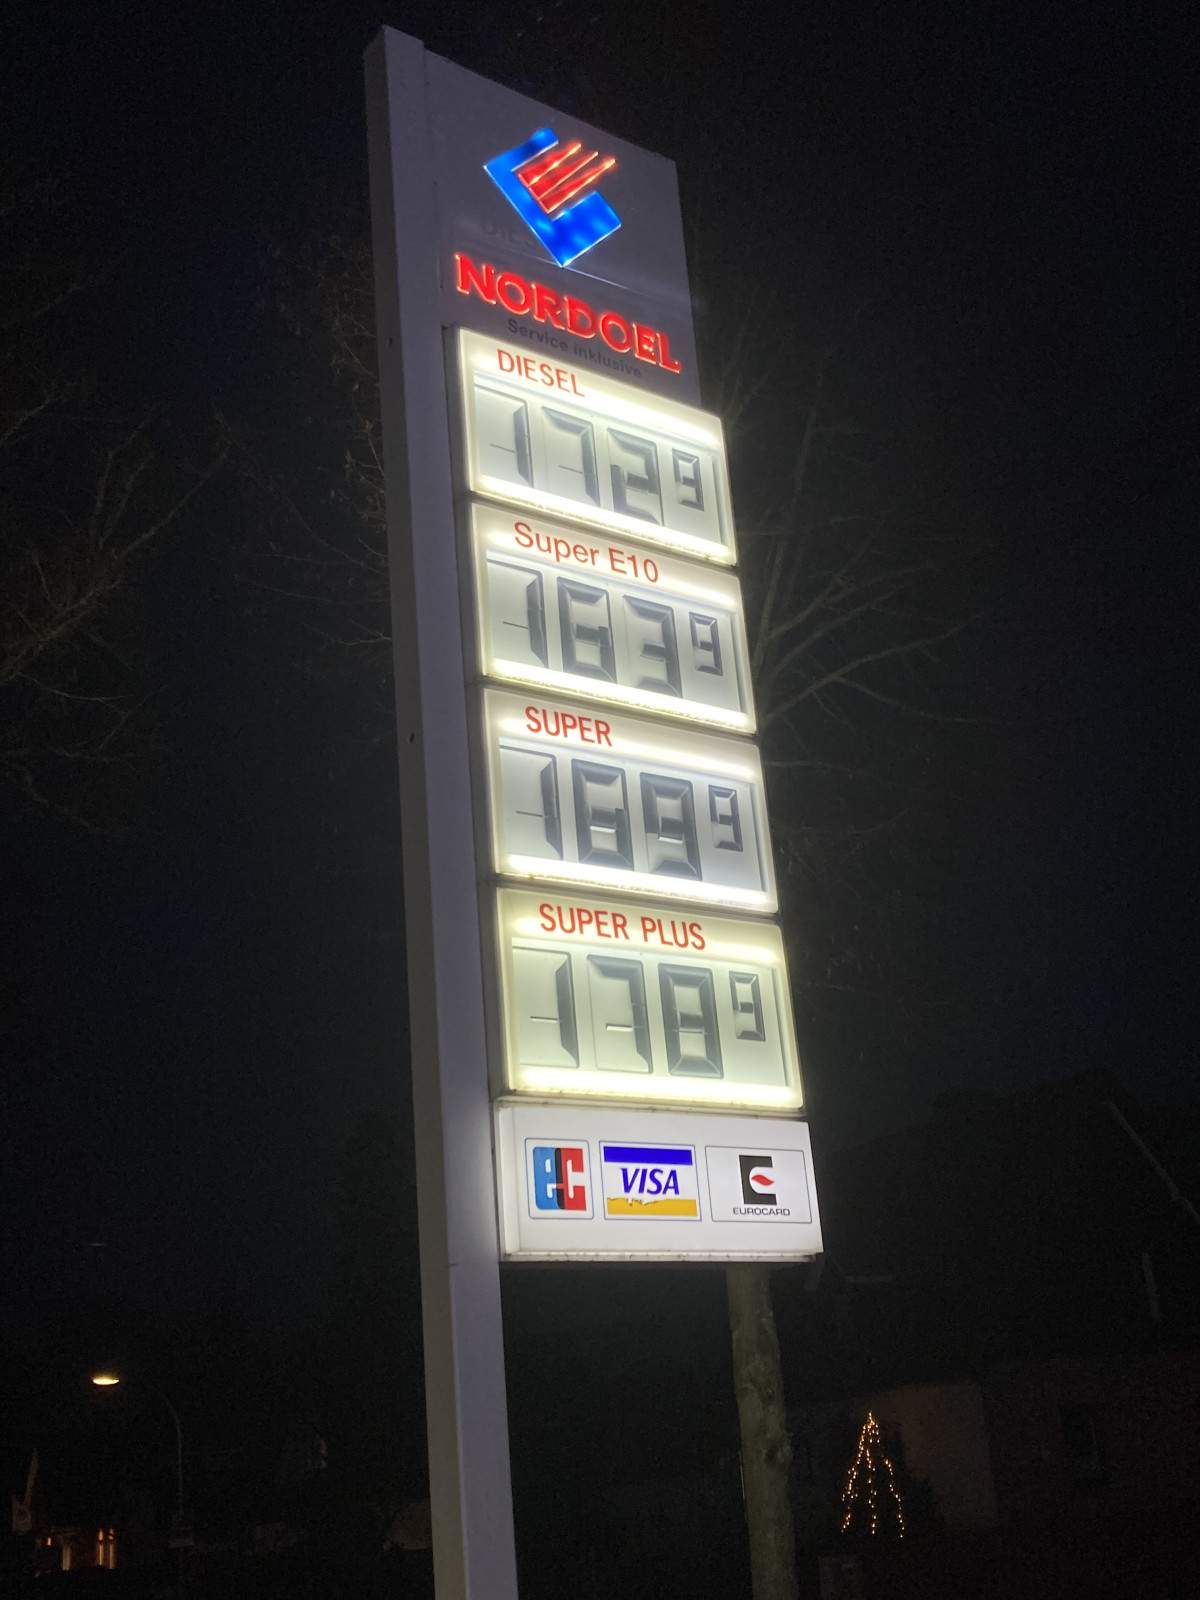 NORDOEL
Service inklusive
DIESEL
172⁹
Super E10
163⁹
SUPER
169⁹
SUPER PLUS
178⁹
ec VISA EUROCARD